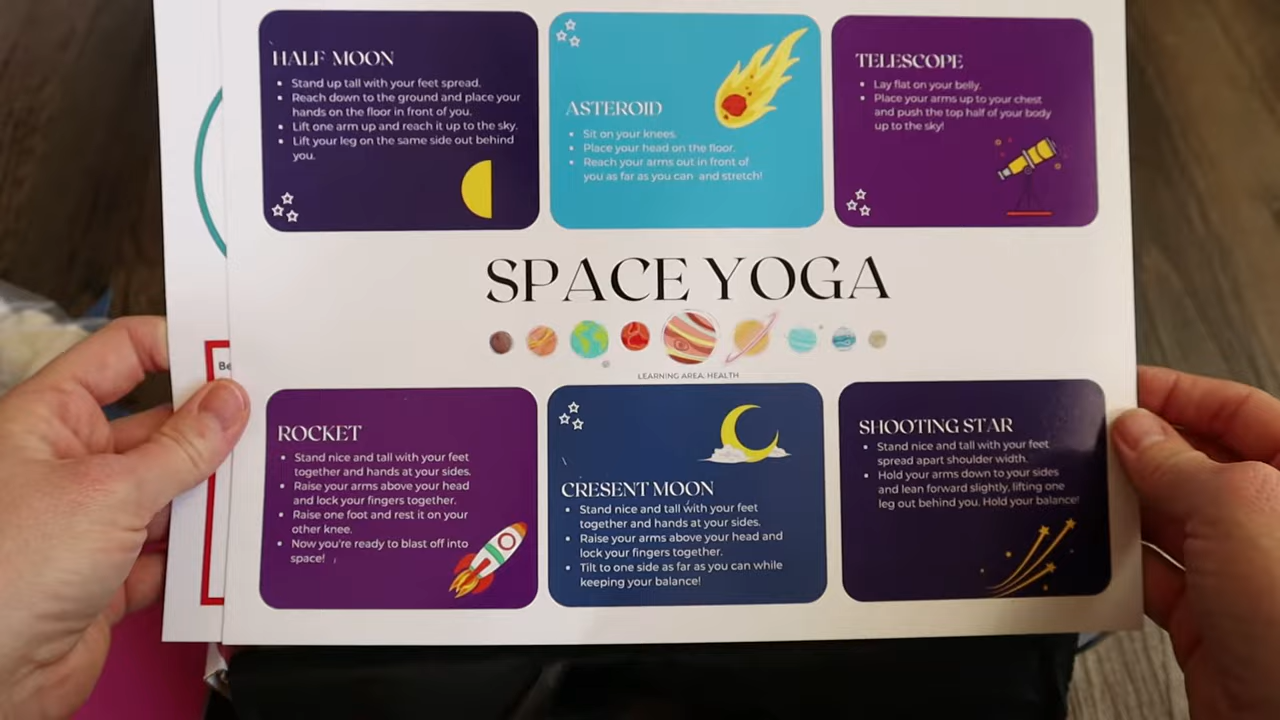 HALF MOON
• Stand up tall with your feet spread.
• Reach down to the ground and place your
hands on the floor in front of you.
• Lift one arm up and reach it up to the sky.
• Lift your leg on the same side out behind
you.
ASTEROID
• Sit on your knees.
• Place your head on the floor.
• Reach your arms out in front of
you as far as you can and stretch!
TELESCOPE
• Lay flat on your belly.
• Place your arms up to your chest
and push the top half of your body
up to the sky!
SPACE YOGA
LEARNING AREA: HEALTH
Be
ROCKET
• Stand nice and tall with your feet
together and hands at your sides.
• Raise your arms above your head
and lock your fingers together.
• Raise one foot and rest it on your
other knee.
• Now you're ready to blast off into
space!
CRESENT MOON
• Stand nice and tall with your feet
together and hands at your sides.
• Raise your arms above your head and
lock your fingers together.
• Tilt to one side as far as you can while
keeping your balance!
SHOOTING STAR
• Stand nice and tall with your feet
spread apart shoulder width.
• Hold your arms down to your sides
and lean forward slightly, lifting one
leg out behind you. Hold your balance!